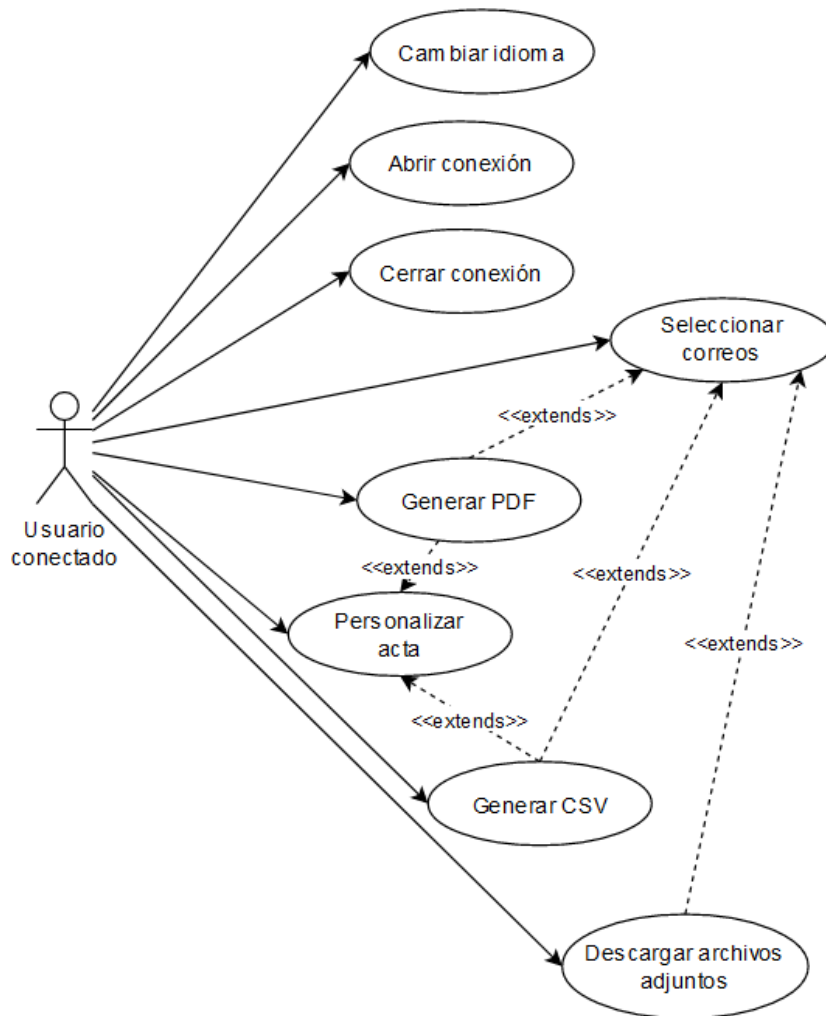 Cambiar idioma
Abrir conexión
Cerrar conexión
Seleccionar
correos
<<extends>>
Generar PDF
Usuario
conectado
<<extends>>
<<extends>>
Personalizar
acta
<<extends>>
<<extends>>
Generar CSV
Descargar archivos
adjuntos